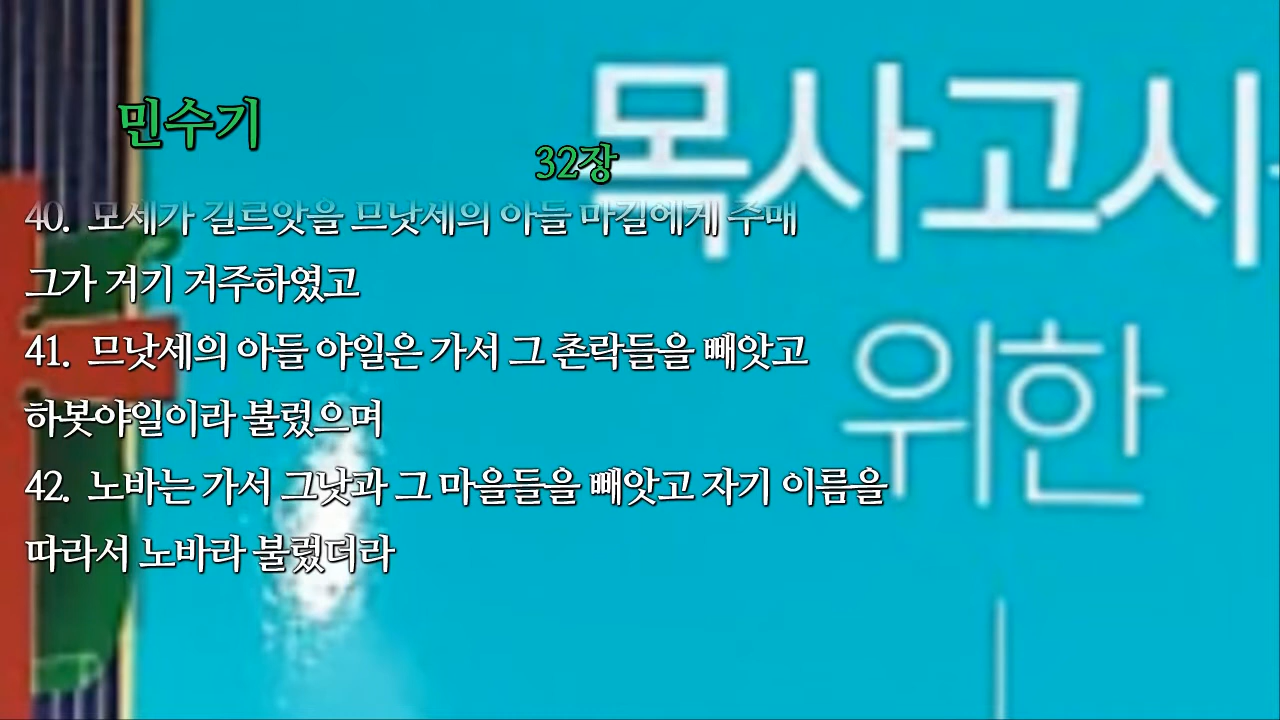 민수기
32장
40. 모세가 길르앗을 므낫세의 아들 마길에게 주매
그가 거기 거주하였고
41. 므낫세의 아들 야일은 가서 그 촌락들을 빼앗고
하봇야일이라 불렀으며
42. 노바는 가서 그낫과 그 마을들을 빼앗고 자기 이름을
따라서 노바라 불렀더라
목사고시
위한